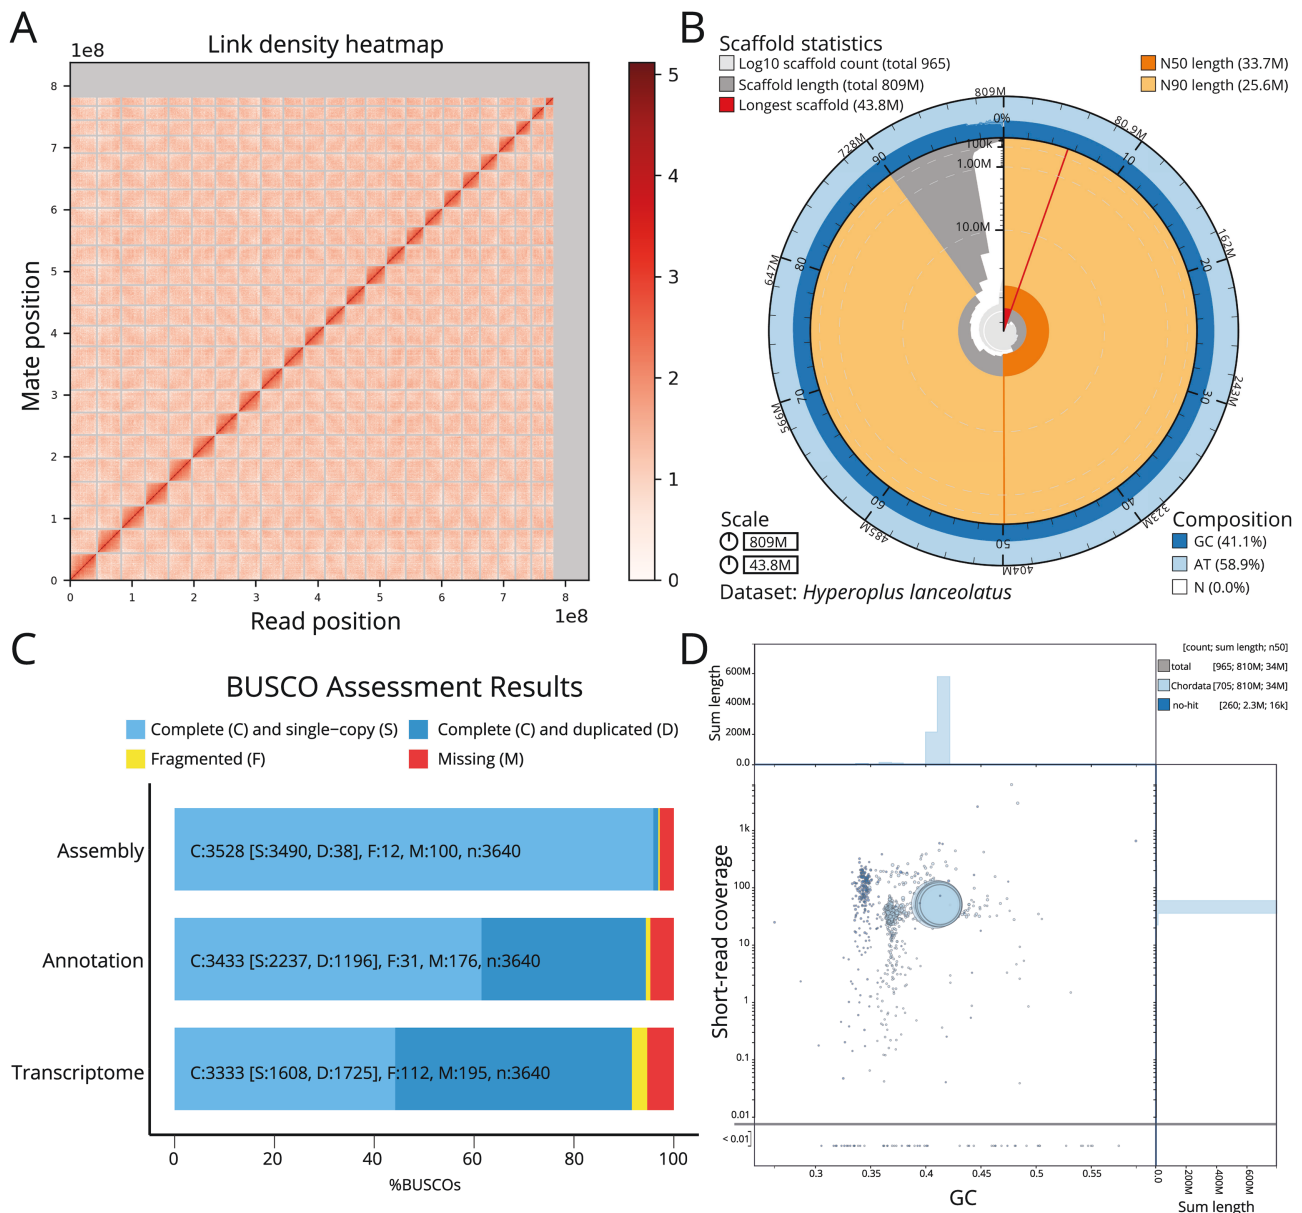 A
Link density heatmap
1e8
8
7
6
5
4
3
2
1
0
Mate position
0 1 2 3 4 5 6 7 8
1e8
Read position
5
4
3
2
1
0
B
Scaffold statistics
Log10 scaffold count (total 965)
Scaffold length (total 809M)
Longest scaffold (43.8M)
N50 length (33.7M)
N90 length (25.6M)
809M
80.9M
162M
243M
323M
404M
485M
566M
647M
728M
0%
10
20
30
40
50
60
70
80
90
100k
1.00M
10.0M
Scale
809M
43.8M
Composition
GC (41.1%)
AT (58.9%)
N (0.0%)
Dataset: Hyperoplus lanceolatus
C
BUSCO Assessment Results
Complete (C) and single−copy (S)
Complete (C) and duplicated (D)
Fragmented (F)
Missing (M)
Assembly
C:3528 [S:3490, D:38], F:12, M:100, n:3640
Annotation
C:3433 [S:2237, D:1196], F:31, M:176, n:3640
Transcriptome
C:3333 [S:1608, D:1725], F:112, M:195, n:3640
0 20 40 60 80 100
%BUSCOs
D
[count; sum length; n50]
total [965; 810M; 34M]
Chordata [705; 810M; 34M]
no-hit [260; 2.3M; 16k]
Sum length
600M
400M
200M
0.0
Short-read coverage
1k
100
10
1
0.1
0.01
< 0.01
0.3 0.35 0.4 0.45 0.5 0.55
GC
0.0 200M 400M 600M
Sum length